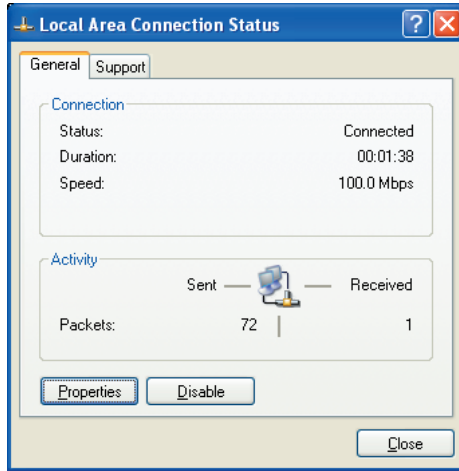 Local Area Connection Status
General Support
Connection
Status: Connected
Duration: 00:01:38
Speed: 100.0 Mbps
Activity
Sent Received
Packets: 72 1
Properties Disable
Close